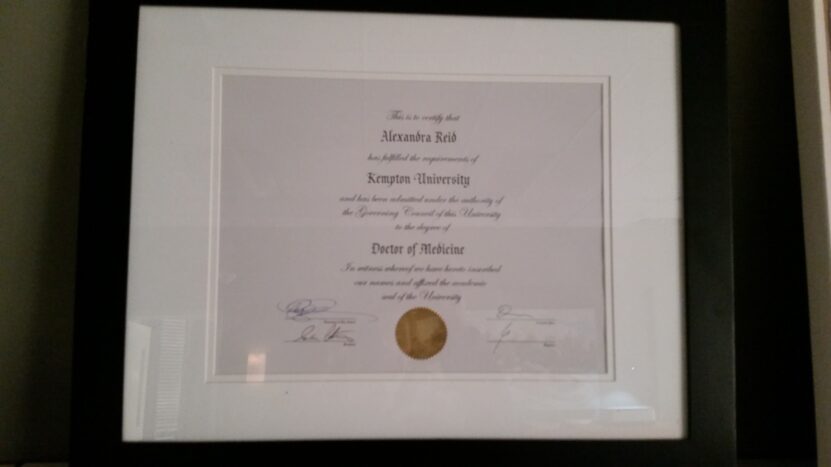 This is to certify that
Alexandra Reid
has fulfilled the requirements of
Kempton University
and has been admitted under the authority of
the Governing Council of this University
to the degree of
Doctor of Medicine
In witness whereof we have hereto inscribed
our names and affixed the academic
seal of the University